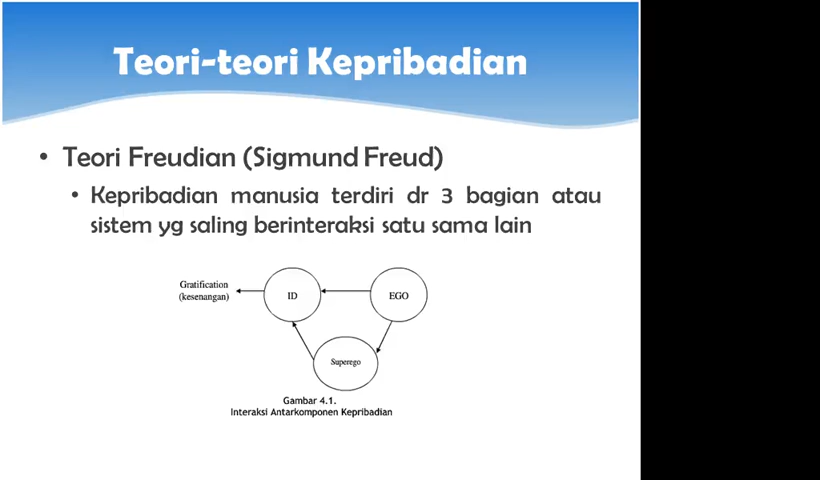 Teori-teori Kepribadian
• Teori Freudian (Sigmund Freud)
• Kepribadian manusia terdiri dr 3 bagian atau
sistem yg saling berinteraksi satu sama lain
Gratification
(kesenangan)
ID
EGO
Superego
Gambar 4.1.
Interaksi Antarkomponen Kepribadian